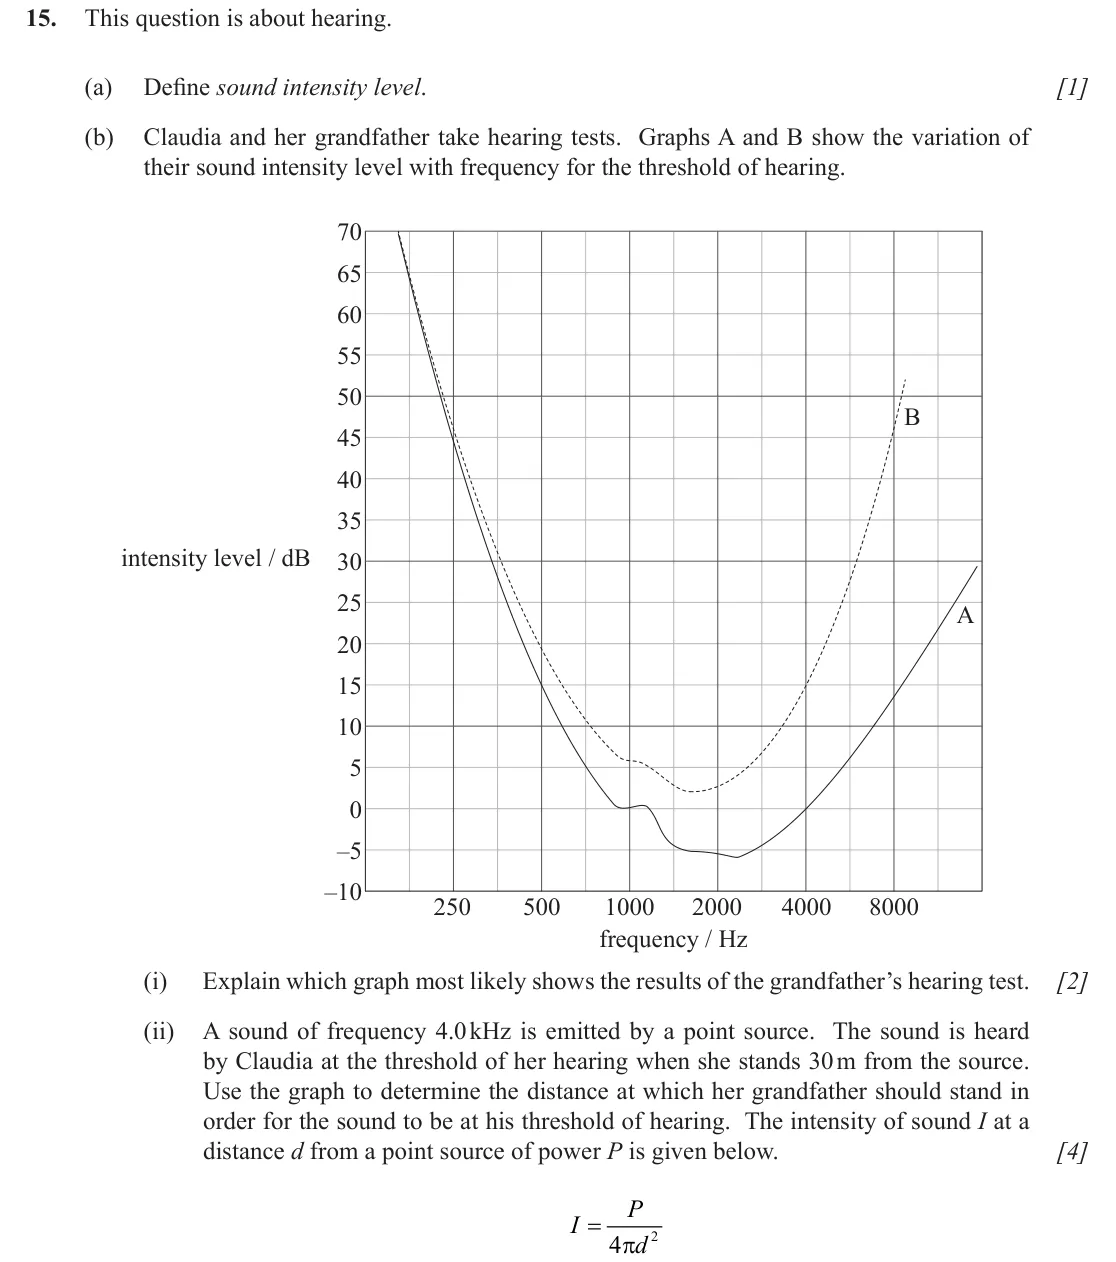 15. This question is about hearing.
(a) Define sound intensity level. [1]
(b) Claudia and her grandfather take hearing tests. Graphs A and B show the variation of
their sound intensity level with frequency for the threshold of hearing.
70
65
60
55
50
B
45
40
35
intensity level / dB 30
25
A
20
15
10
5
0
–5
–10
250 500 1000 2000 4000 8000
frequency / Hz
(i) Explain which graph most likely shows the results of the grandfather’s hearing test. [2]
(ii) A sound of frequency 4.0 kHz is emitted by a point source. The sound is heard
by Claudia at the threshold of her hearing when she stands 30 m from the source.
Use the graph to determine the distance at which her grandfather should stand in
order for the sound to be at his threshold of hearing. The intensity of sound I at a
distance d from a point source of power P is given below. [4]
I = P / 4πd²